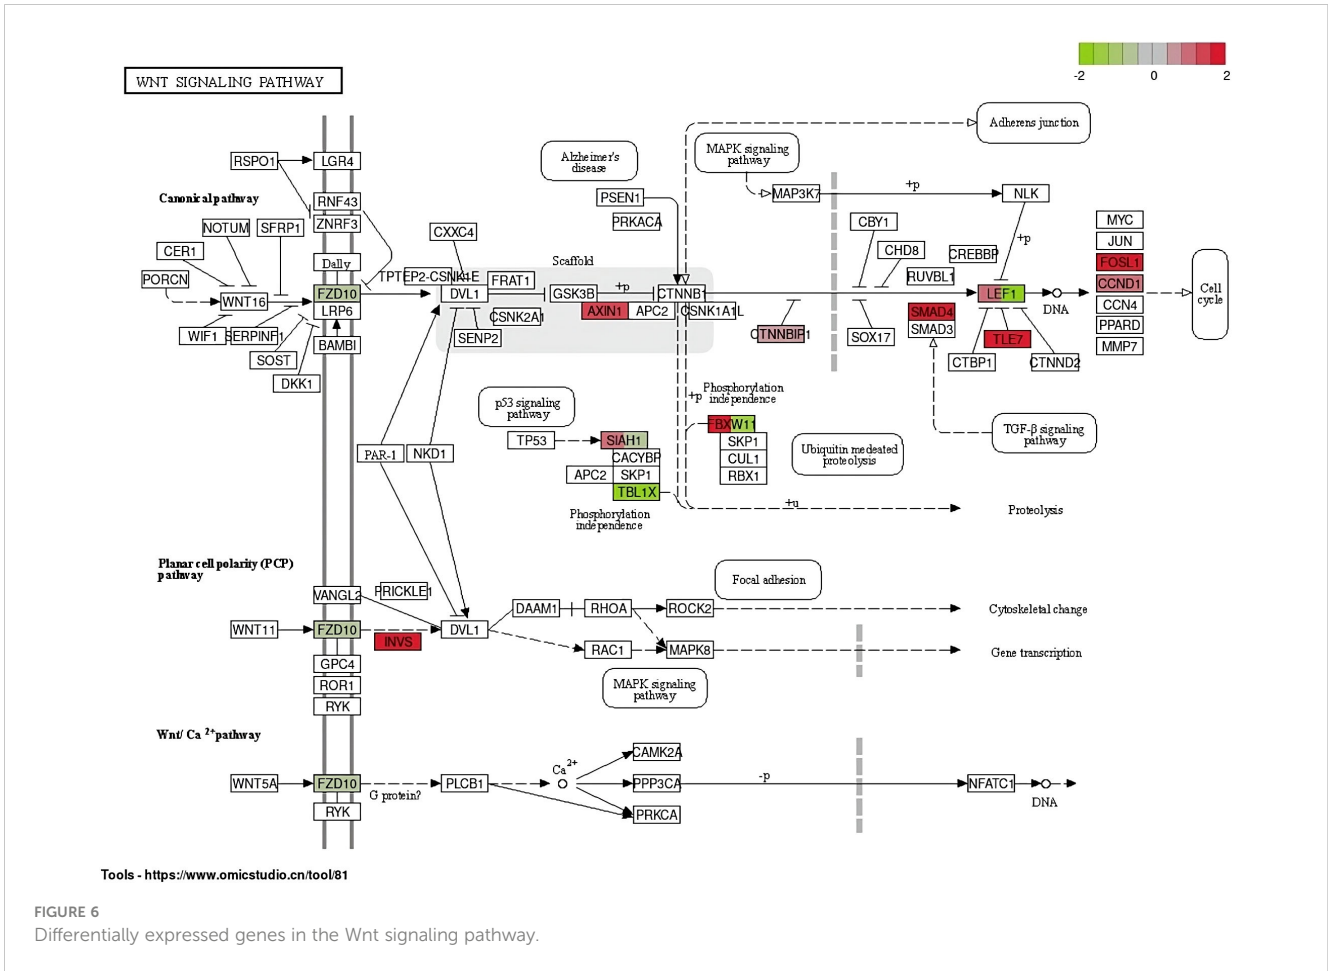 WNT SIGNALING PATHWAY
-2 0 2
Adherens junction
Alzheimer's
disease
MAPK signaling
pathway
RSPO1
LGR4
Canonical pathway
RNF43
ZNRF3
PSEN1
PRKACA
MAP3K7
+p
NLK
NOTUM
SFRP1
CER1
PORCN
CXXC4
CBY1
CHD8
CREBBP
RUVBL1
+p
MYC
JUN
FOSL1
CCND1
CCN4
PPARD
MMP7
Cell
cycle
Dally
TPTEP2-CSNK1E
Scaffold
FRAT1
WNT16
FZD10
LRP6
DVL1
GSK3B
+p
CTNNB1
AXIN1
APC2
CSNK1A1L
CSNK2A1
SENP2
LEF1
DNA
SMAD4
SMAD3
TLE7
CTNNBIP1
SOX17
CTBP1
CTNND2
WIF1
SERPINF1
BAMBI
SOST
DKK1
p53 signaling
pathway
+p
Phosphorylation
independence
FBXW11
SKP1
CUL1
RBX1
Ubiquitin medeated
proteolysis
TGF-β signaling
pathway
TP53
SIAH1
CACYBP
APC2
SKP1
TBL1X
Phosphorylation
independence
PAR-1
NKD1
+u
Proteolysis
Planar cell polarity (PCP)
pathway
VANGL2
PRICKLE1
Focal adhesion
WNT11
FZD10
INVS
DVL1
DAAM1
RHOA
ROCK2
Cytoskeletal change
GPC4
ROR1
RYK
RAC1
MAPK8
Gene transcription
MAPK signaling
pathway
Wnt/ Ca 2+ pathway
WNT5A
FZD10
RYK
G protein?
PLCB1
Ca2+
CAMK2A
PPP3CA
PRKCA
-p
NFATC1
DNA
Tools - https://www.omicstudio.cn/tool/81
FIGURE 6
Differentially expressed genes in the Wnt signaling pathway.